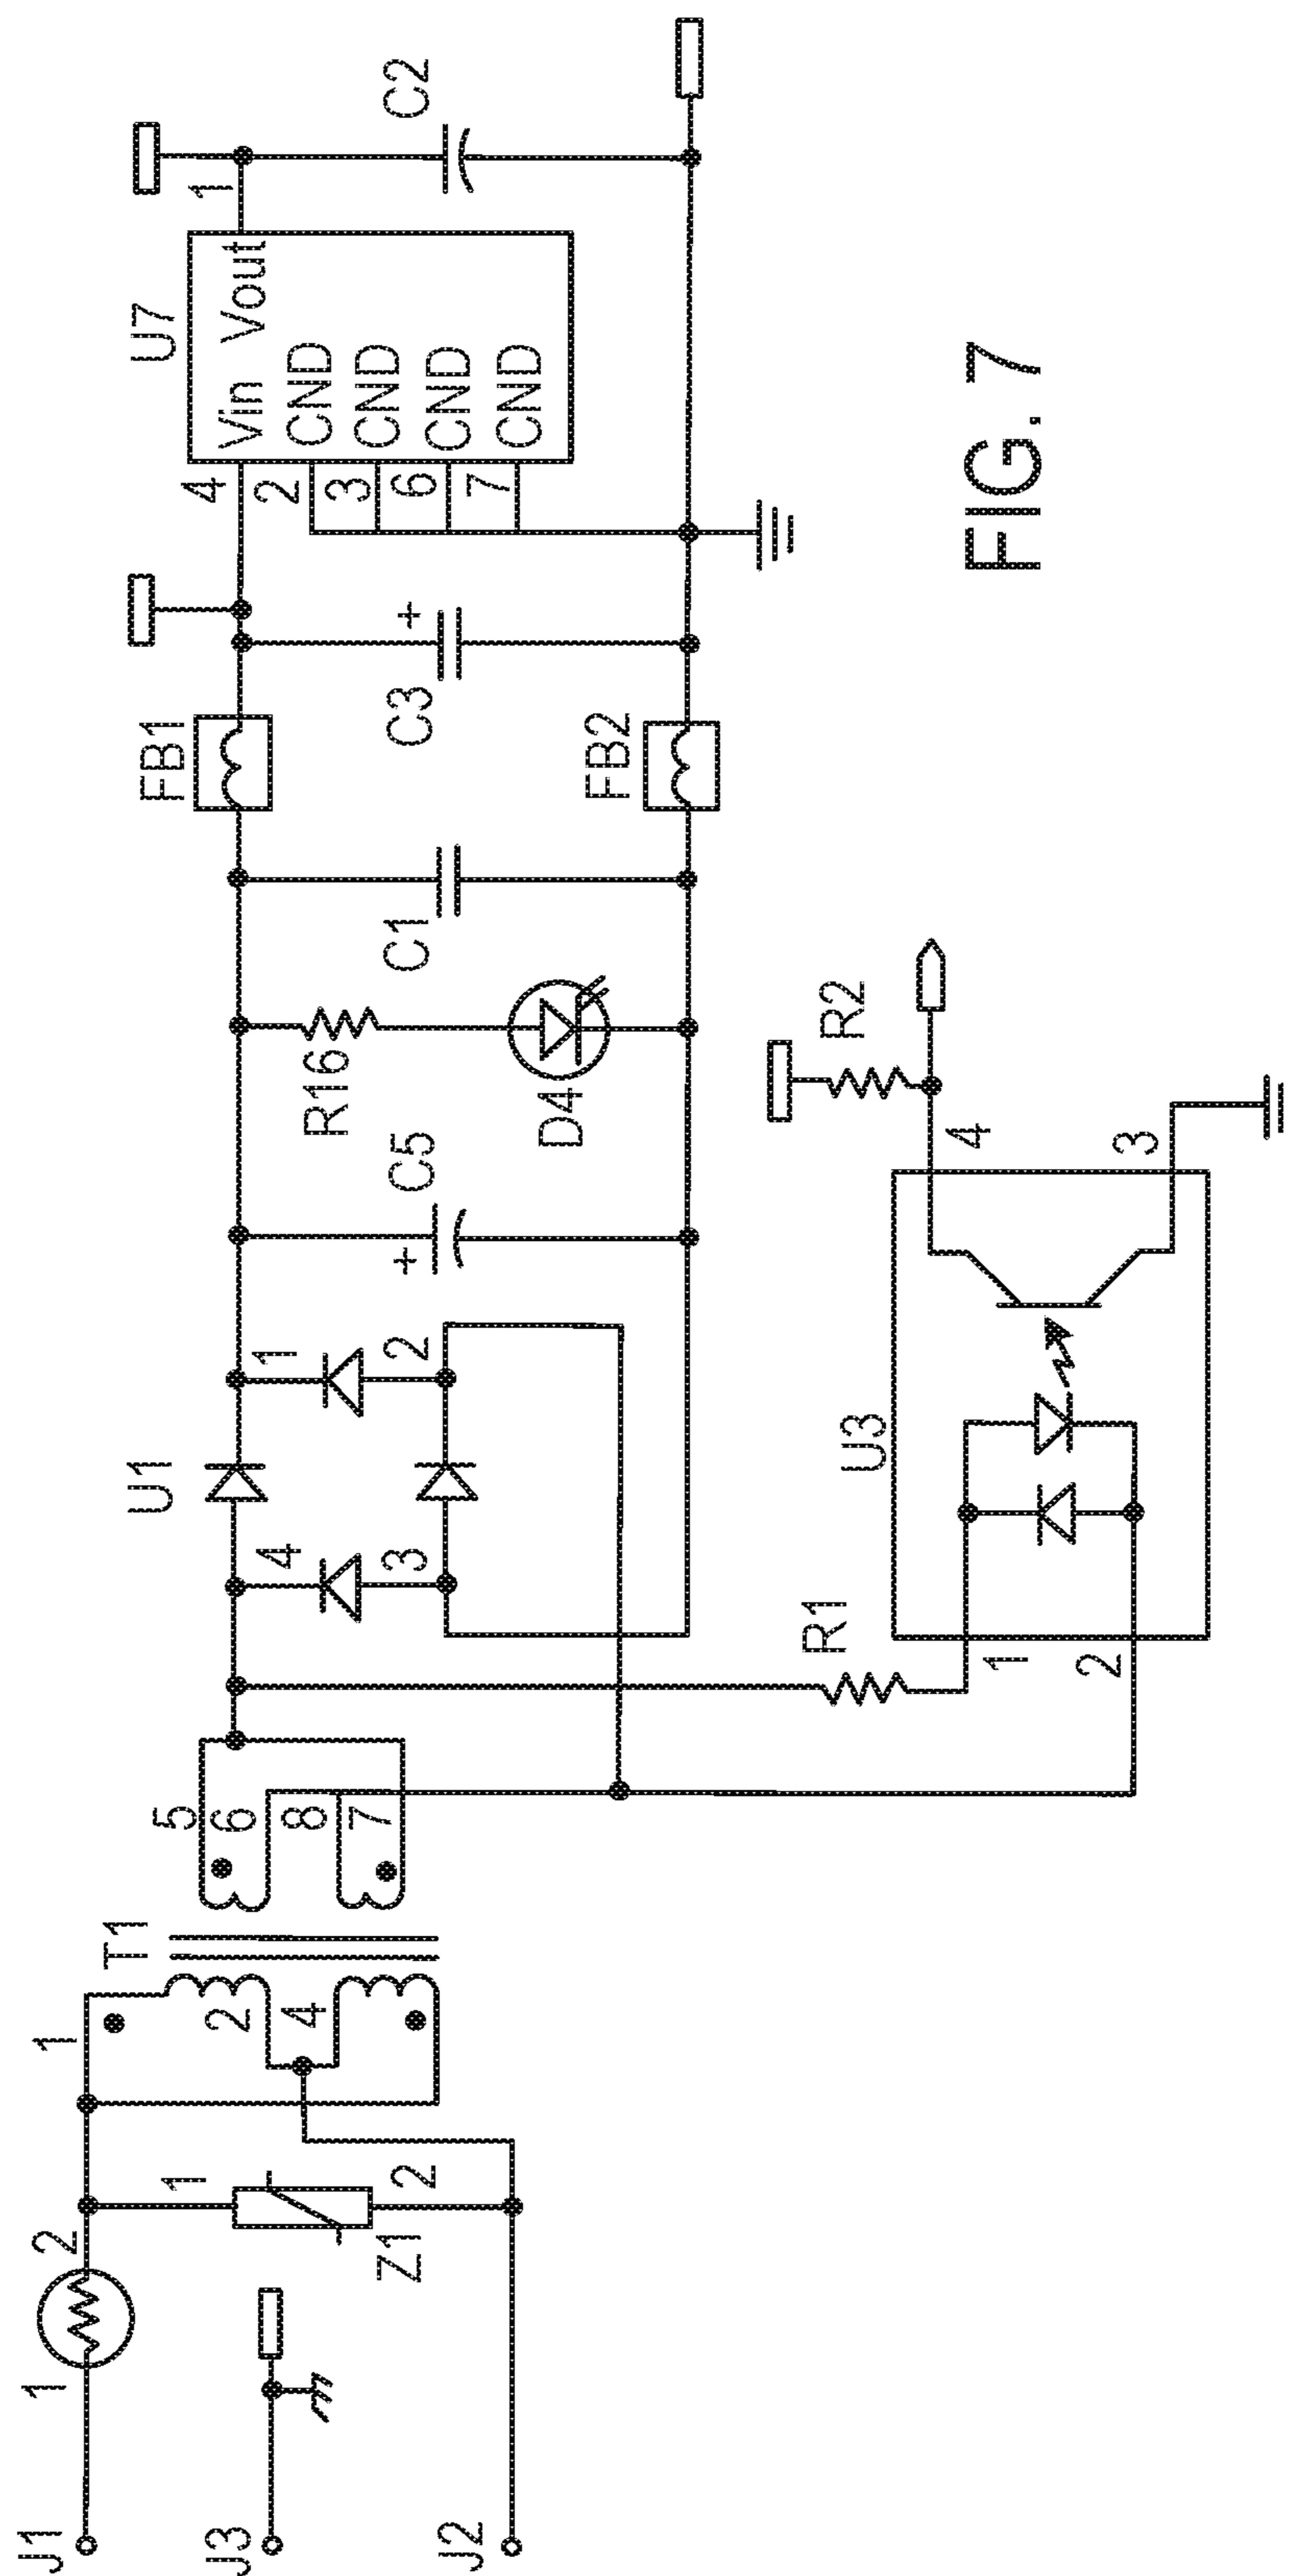 J1
1
2
J3
Z1
1
2
J2
1
T1
2
4
5
6
8
7
U1
4
1
3
2
+
C5
R16
D4
C1
FB1
FB2
C3
+
U7
4
Vin
Vout
1
2
CND
3
CND
6
CND
7
CND
C2
R1
1
2
U3
4
3
R2
FIG. 7